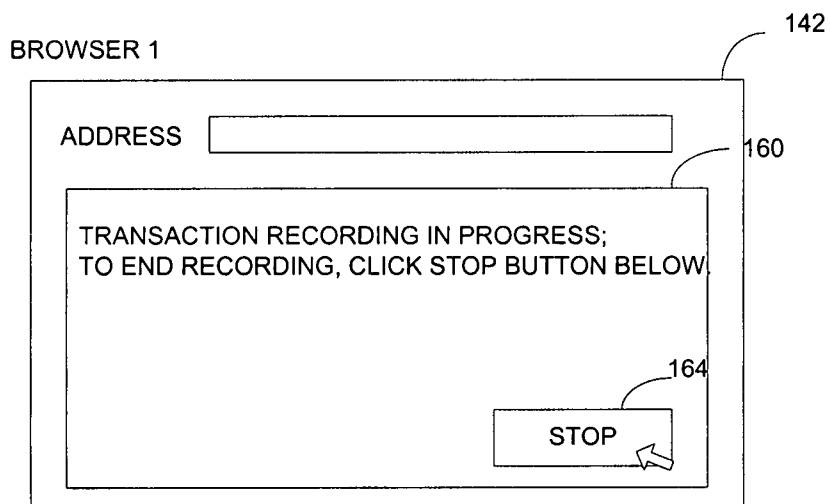 142
BROWSER 1
ADDRESS
160
TRANSACTION RECORDING IN PROGRESS;
TO END RECORDING, CLICK STOP BUTTON BELOW.
164
STOP